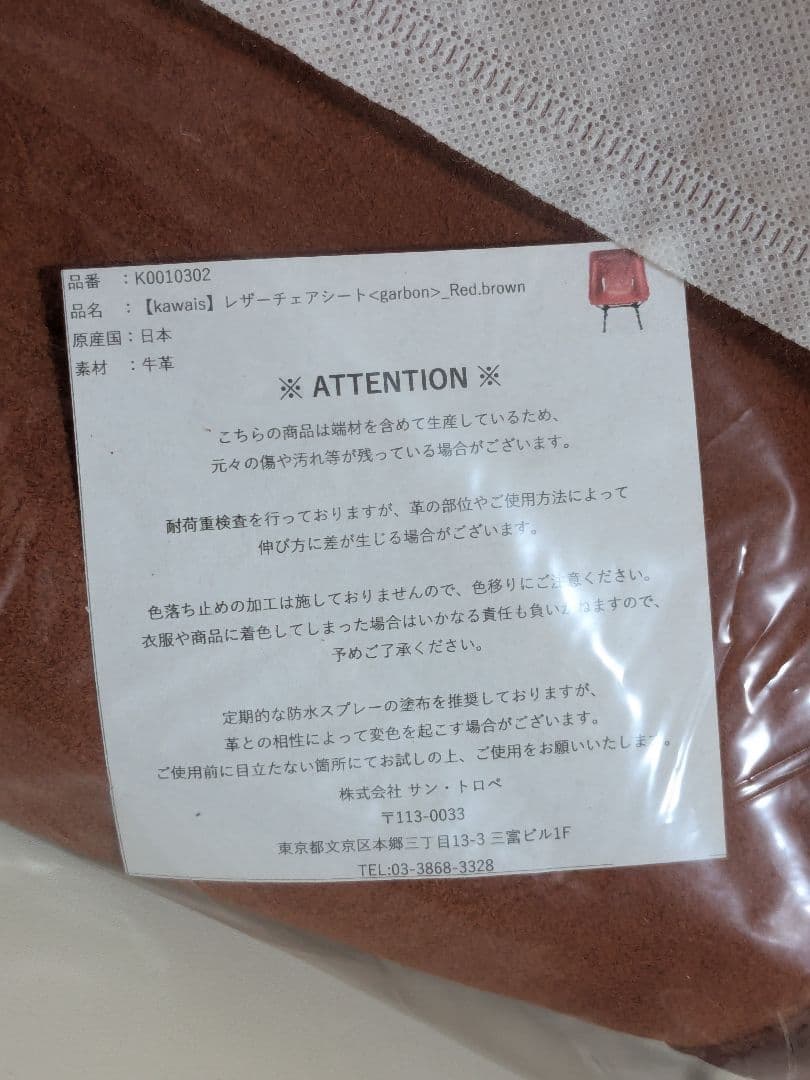 品番　：K0010302
品名　：【kawais】レザーチェアシート<garbon>_Red.brown
原産国：日本
素材　：牛革
※ ATTENTION ※
こちらの商品は端材を含めて生産しているため、
元々の傷や汚れ等が残っている場合がございます。
耐荷重検査を行っておりますが、革の部位やご使用方法によって
伸び方に差が生じる場合がございます。
色落ち止めの加工は施しておりませんので、色移りにご注意ください。
衣服や商品に着色してしまった場合はいかなる責任も負いかねますので、
予めご了承ください。
定期的な防水スプレーの塗布を推奨しておりますが、
革との相性によって変色を起こす場合がございます。
ご使用前に目立たない箇所にてお試しの上、ご使用をお願いいたします。
株式会社 サン・トロペ
〒113-0033
東京都文京区本郷三丁目13-3 三富ビル1F
TEL:03-3868-3328